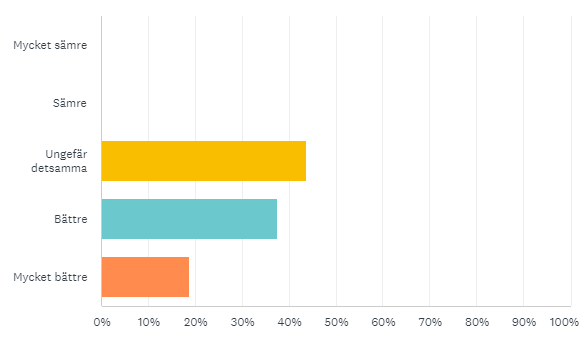 Mycket sämre
Sämre
Ungefär
detsamma
Bättre
Mycket bättre
0% 10% 20% 30% 40% 50% 60% 70% 80% 90% 100%